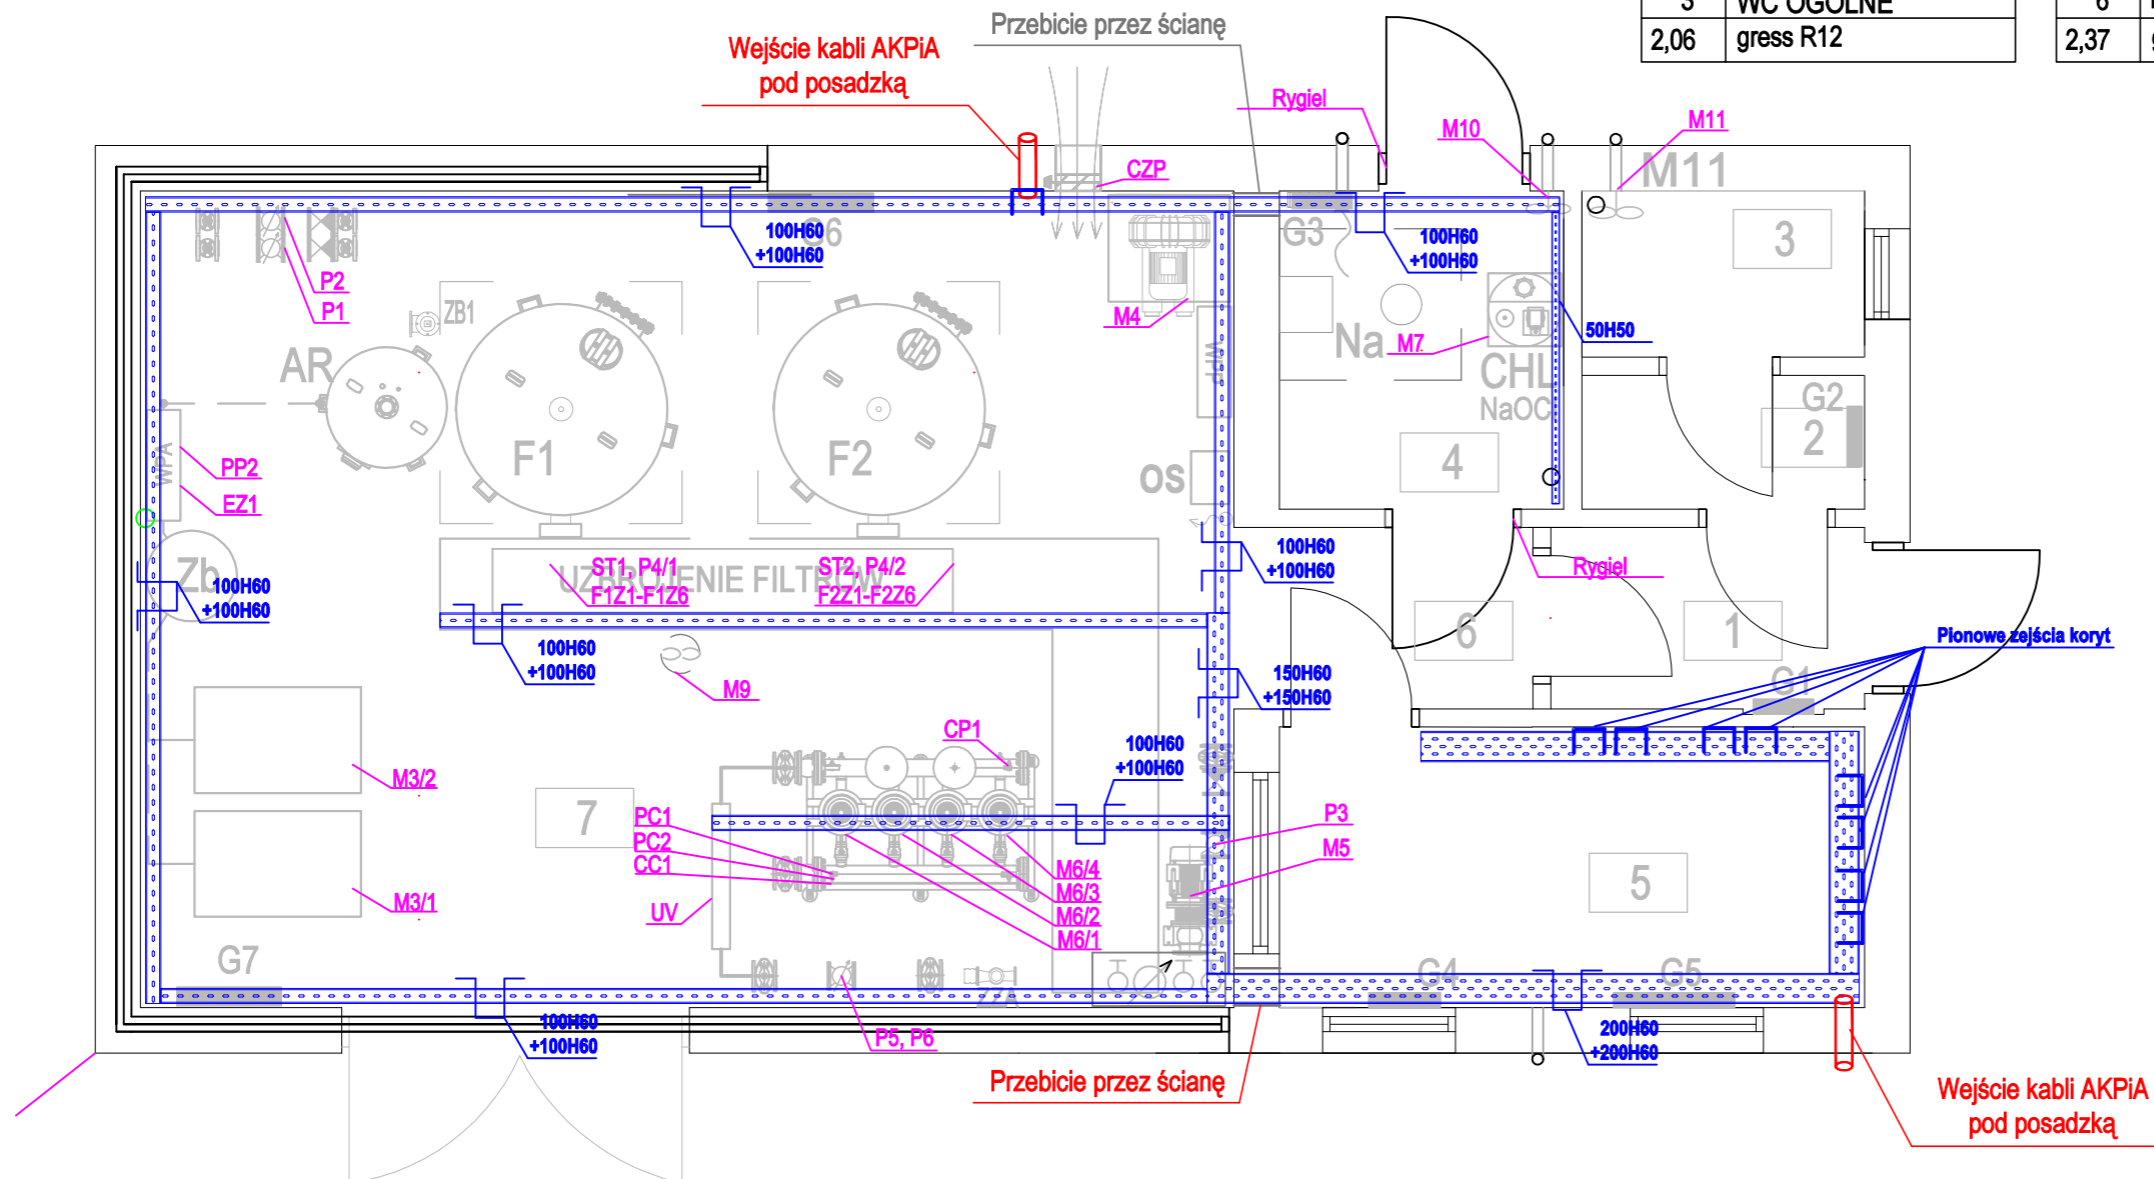 3 WC OGÓLNE
6
2,06 gress R12
2,37
Przebicie przez ścianę
Wejście kabli AKPiA
pod posadzką
Rygiel
M10
M11
M11
CZP
G6
100H60
+100H60
G3
100H60
+100H60
3
P2
P1
ZB1
M4
Na
M7
50H50
AR
CHL
NaOC
WPP
G2
2
F1
F2
4
WPA
PP2
EZ1
OS
Zb
100H60
+100H60
ST1, P4/1
F1Z1-F1Z6
ST2, P4/2
F2Z1-F2Z6
UZBROJENIE FILTRÓW
100H60
+100H60
Rygiel
6
1
Pionowe zejścia koryt
100H60
+100H60
M9
150H60
+150H60
G1
CP1
100H60
+100H60
M3/2
7
PC1
PC2
CC1
P3
M5
M6/4
M6/3
M6/2
M6/1
5
M3/1
UV
G7
G4
G5
ZZA
100H60
+100H60
P5, P6
200H60
+200H60
Przebicie przez ścianę
Wejście kabli AKPiA
pod posadzką